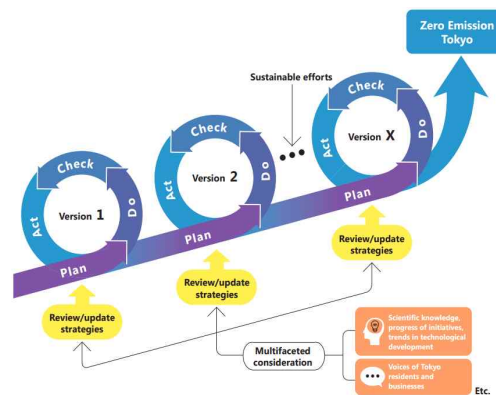 Zero Emission
Tokyo
Sustainable efforts
Check
Act
Do
Version X
Plan
Check
Act
Do
Version 2
Plan
Check
Act
Do
Version 1
Plan
Review/update
strategies
Review/update
strategies
Review/update
strategies
Multifaceted
consideration
Scientific knowledge,
progress of initiatives,
trends in technological
development
Voices of Tokyo
residents and
businesses
Etc.